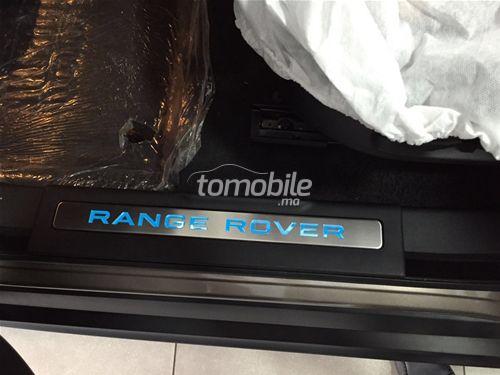 tomobile
.ma
RANGE ROVER